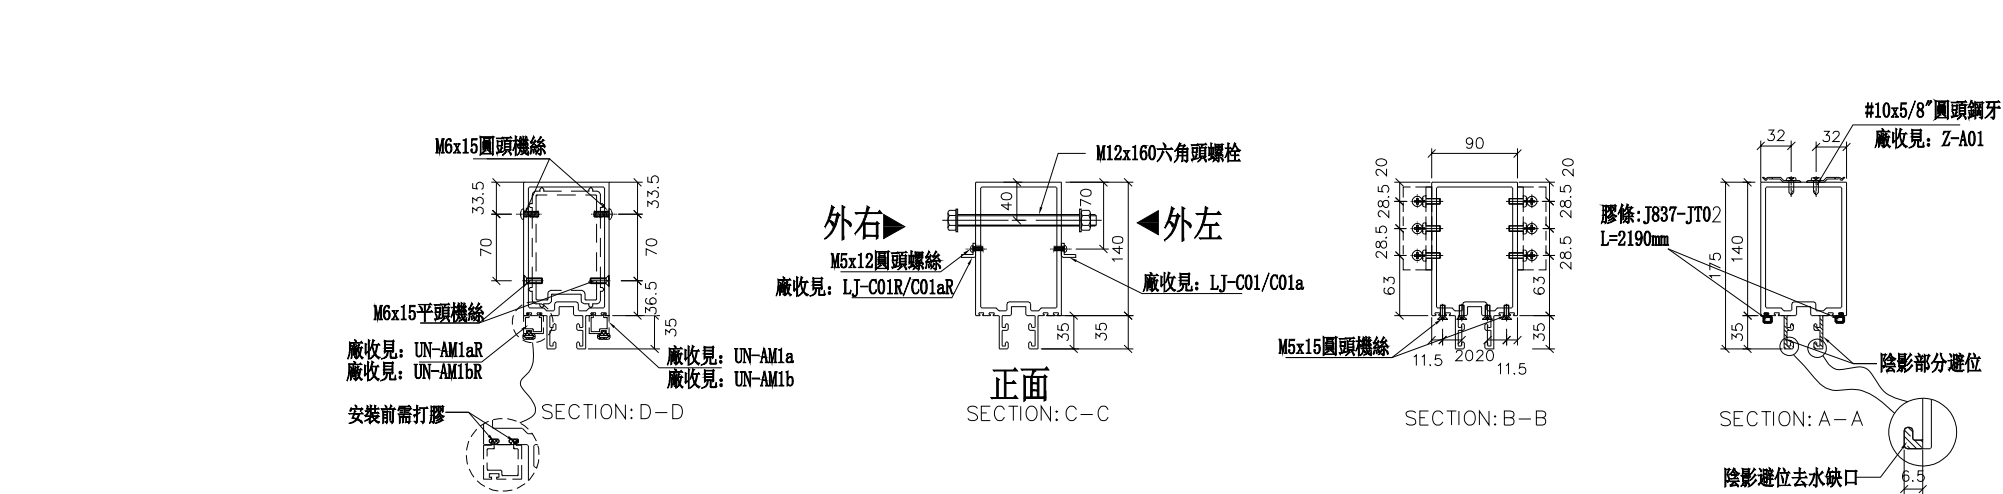 M6x15圓頭機絲
33.5
33.5
70
70
36.5
35
M6x15平頭機絲
廠收見: UN-AM1aR
廠收見: UN-AM1bR
廠收見: UN-AM1a
廠收見: UN-AM1b
安裝前需打膠
SECTION: D-D
M12x160六角頭螺栓
外右
外左
40
70
140
M5x12圓頭螺絲
廠收見: LJ-C01R/C01aR
廠收見: LJ-C01/C01a
35
35
正面
SECTION: C-C
90
20
20
28.5
28.5
28.5
28.5
63
63
35
M5x15圓頭機絲
11.5
20
20
11.5
SECTION: B-B
#10x5/8"圓頭鋼牙
廠收見: Z-A01
32
32
膠條:J837-JT02
L=2190mm
175
140
35
陰影部分避位
SECTION: A-A
陰影避位去水缺口
6.5